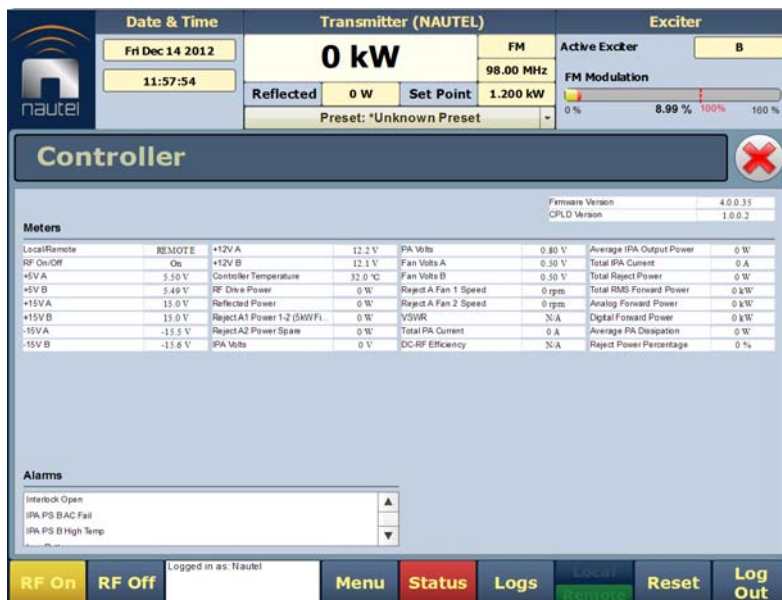 Date & Time
Transmitter (NAUTEL)
Exciter
Fri Dec 14 2012
0 kW
FM
Active Exciter
B
11:57:54
98.00 MHz
FM Modulation
Reflected
0 W
Set Point
1.200 kW
0 %
8.99 %
100%
160 %
nautel
Preset: *Unknown Preset
Controller
Firmware Version 4.0.0.35
CPLD Version 1.0.0.2
Meters
Local/Remote REMOTE +12V A 12.2 V PA Volts 0.80 V Average IPA Output Power 0 W
RF On/Off On +12V B 12.1 V Fan Volts A 0.50 V Total IPA Current 0 A
+5V A 5.50 V Controller Temperature 32.0 °C Fan Volts B 0.50 V Total Reject Power 0 W
+5V B 5.49 V RF Drive Power 0 W Reject A Fan 1 Speed 0 rpm Total RMS Forward Power 0 kW
+15V A 15.0 V Reflected Power 0 W Reject A Fan 2 Speed 0 rpm Analog Forward Power 0 kW
+15V B 15.0 V Reject A1 Power 1-2 (5kW Fi... 0 W VSWR N/A Digital Forward Power 0 kW
-15V A -15.5 V Reject A2 Power Spare 0 W Total PA Current 0 A Average PA Dissipation 0 W
-15V B -15.6 V IPA Volts 0 V DC-RF Efficiency N/A Reject Power Percentage 0 %
Alarms
Interlock Open
IPA PS B AC Fail
IPA PS B High Temp
RF On
RF Off
Logged in as: Nautel
Menu
Status
Logs
Local
Remote
Reset
Log Out